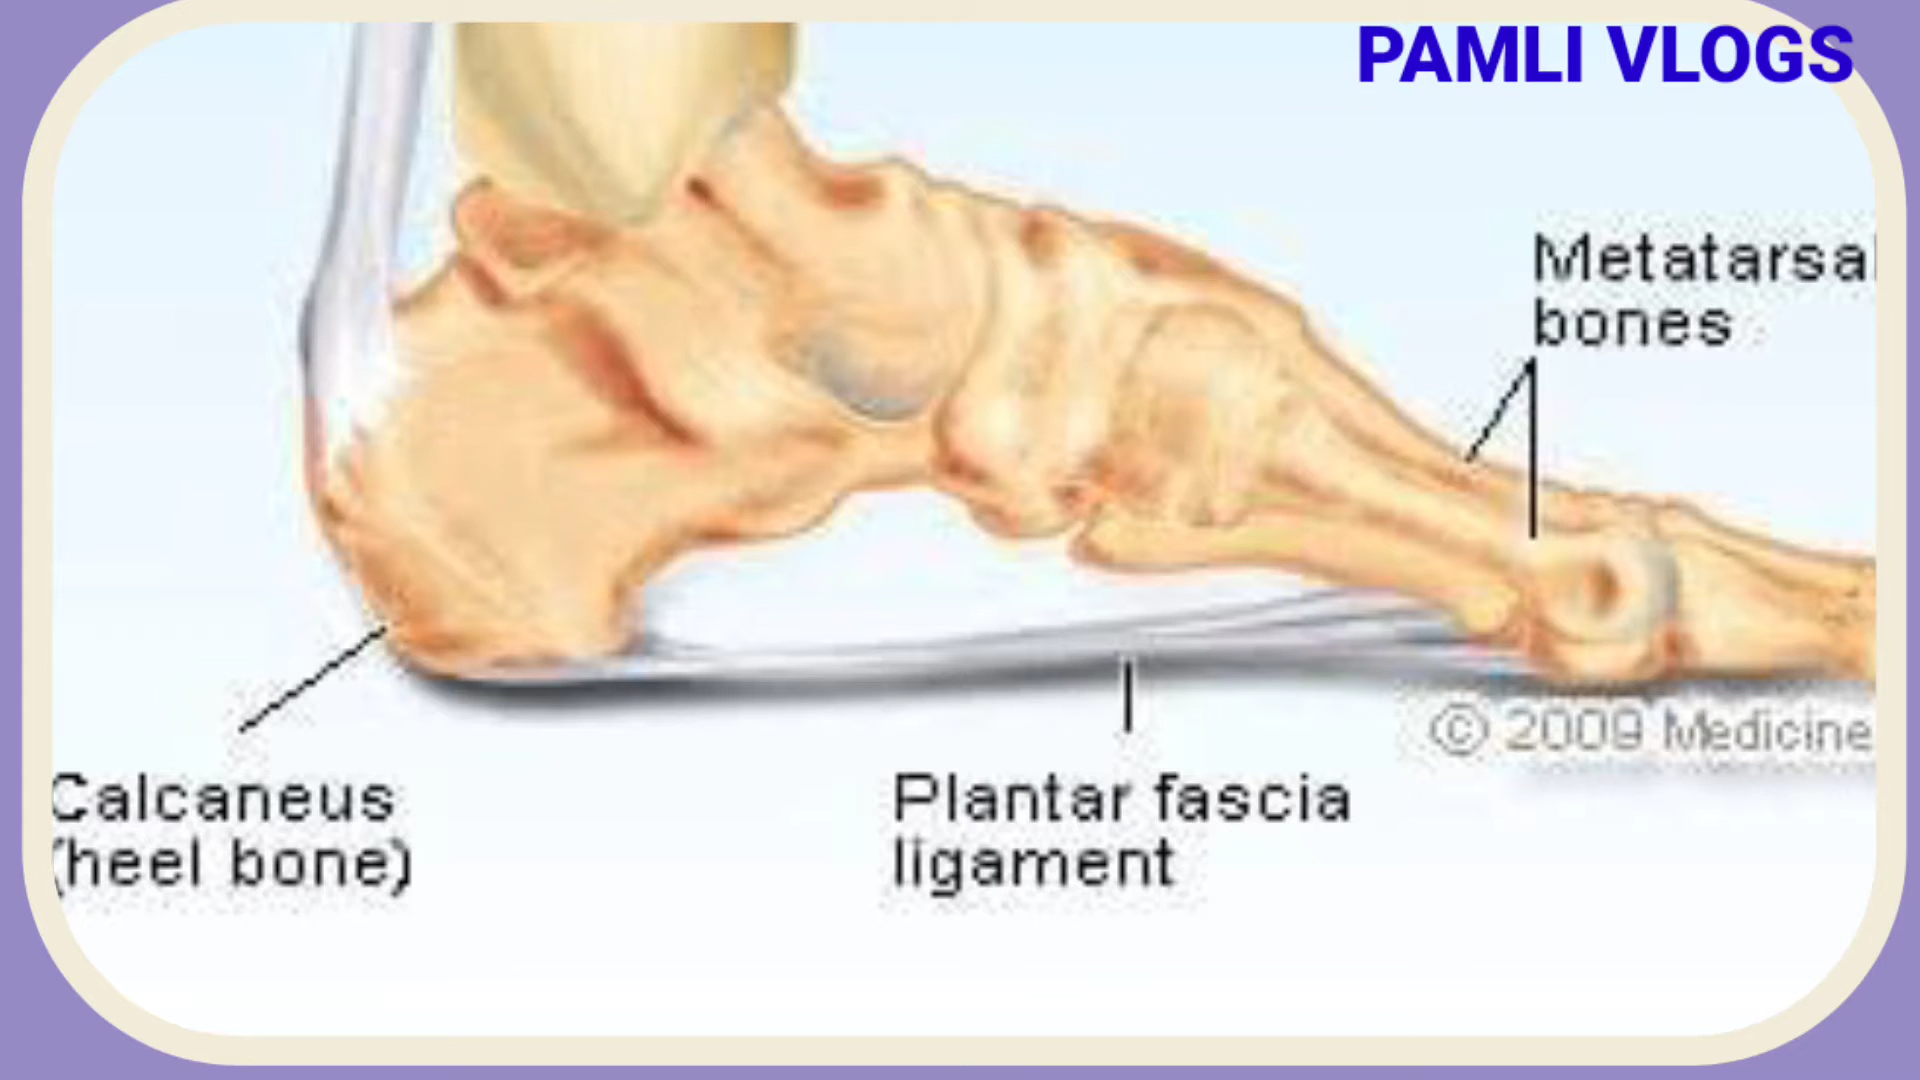 PAMLI VLOGS
Metatarsal
bones
© 2009 Medicine
Calcaneus
(heel bone)
Plantar fascia
ligament